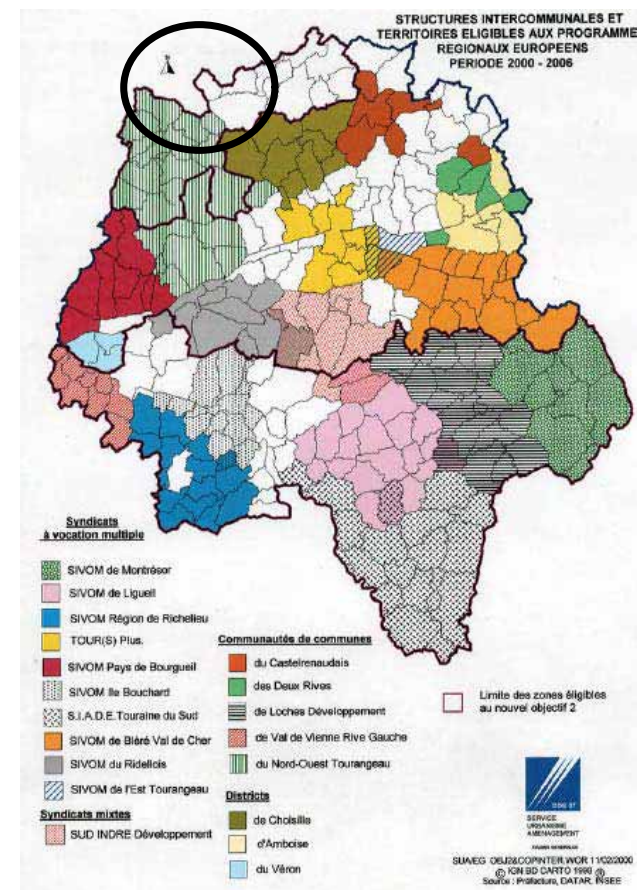 STRUCTURES INTERCOMMUNALES ET
TERRITOIRES ELIGIBLES AUX PROGRAMME
REGIONAUX EUROPEENS
PERIODE 2000 - 2006
Syndicats
à vocation multiple
SIVOM de Montrésor
SIVOM de Ligueil
SIVOM Région de Richelieu
TOUR(S) Plus.
SIVOM Pays de Bourgueil
SIVOM Ile Bouchard
S.I.A.D.E.Touraine du Sud
SIVOM de Bléré Val de Cher
SIVOM du Ridellois
SIVOM de l'Est Tourangeau
Syndicats mixtes
SUD INDRE Développement
Communautés de communes
du Castelrenaudais
des Deux Rives
de Loches Développement
de Val de Vienne Rive Gauche
du Nord-Ouest Tourangeau
Districts
de Choisille
d'Amboise
du Véron
Limite des zones éligibles
au nouvel objectif 2
SERVICE
URBANISME
AMENAGEMENT
SUA/EG OBJ2&COPINTER.WOR 11/02/2000
© IGN BD CARTO 1998 ®
Source : Préfecture, DATAR, INSEE